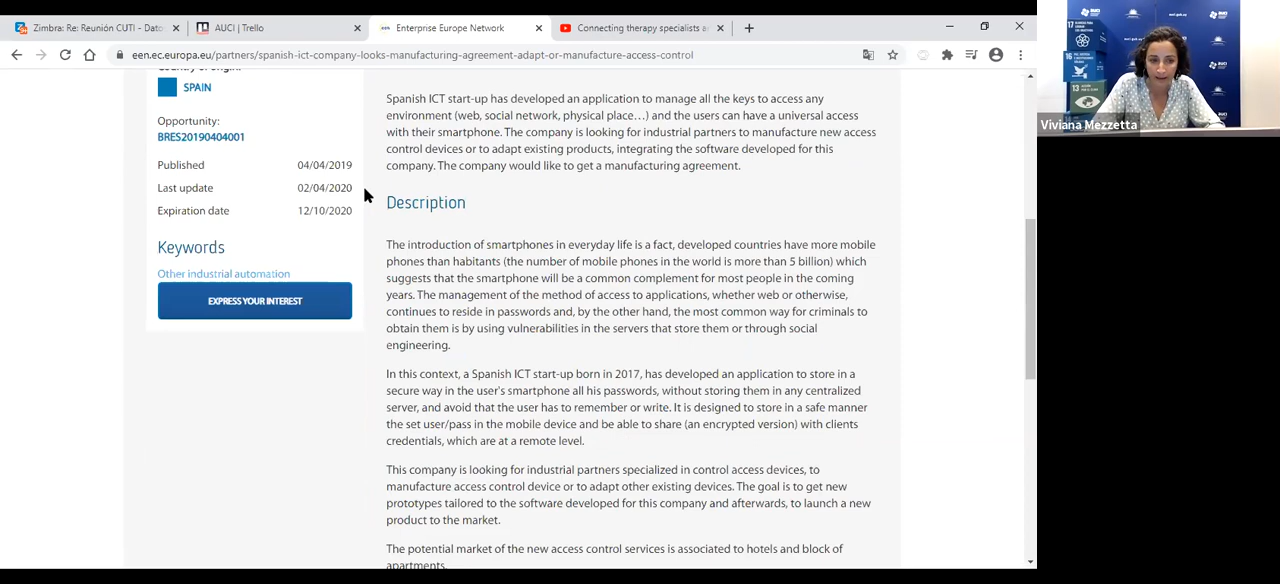 Zimbra: Re: Reunión CUTI - Dato
AUCI | Trello
Enterprise Europe Network
Connecting therapy specialists a
een.ec.europa.eu/partners/spanish-ict-company-looks-manufacturing-agreement-adapt-or-manufacture-access-control
SPAIN
Opportunity:
BRES20190404001
Published 04/04/2019
Last update 02/04/2020
Expiration date 12/10/2020
Keywords
Other industrial automation
EXPRESS YOUR INTEREST
Spanish ICT start-up has developed an application to manage all the keys to access any
environment (web, social network, physical place…) and the users can have a universal access
with their smartphone. The company is looking for industrial partners to manufacture new access
control devices or to adapt existing products, integrating the software developed for this
company. The company would like to get a manufacturing agreement.
Description
The introduction of smartphones in everyday life is a fact, developed countries have more mobile
phones than habitants (the number of mobile phones in the world is more than 5 billion) which
suggests that the smartphone will be a common complement for most people in the coming
years. The management of the method of access to applications, whether web or otherwise,
continues to reside in passwords and, by the other hand, the most common way for criminals to
obtain them is by using vulnerabilities in the servers that store them or through social
engineering.
In this context, a Spanish ICT start-up born in 2017, has developed an application to store in a
secure way in the user's smartphone all his passwords, without storing them in any centralized
server, and avoid that the user has to remember or write. It is designed to store in a safe manner
the set user/pass in the mobile device and be able to share (an encrypted version) with clients
credentials, which are at a remote level.
This company is looking for industrial partners specialized in control access devices, to
manufacture access control device or to adapt other existing devices. The goal is to get new
prototypes tailored to the software developed for this company and afterwards, to launch a new
product to the market.
The potential market of the new access control services is associated to hotels and block of
apartments.
Viviana Mezzetta
17
16
13